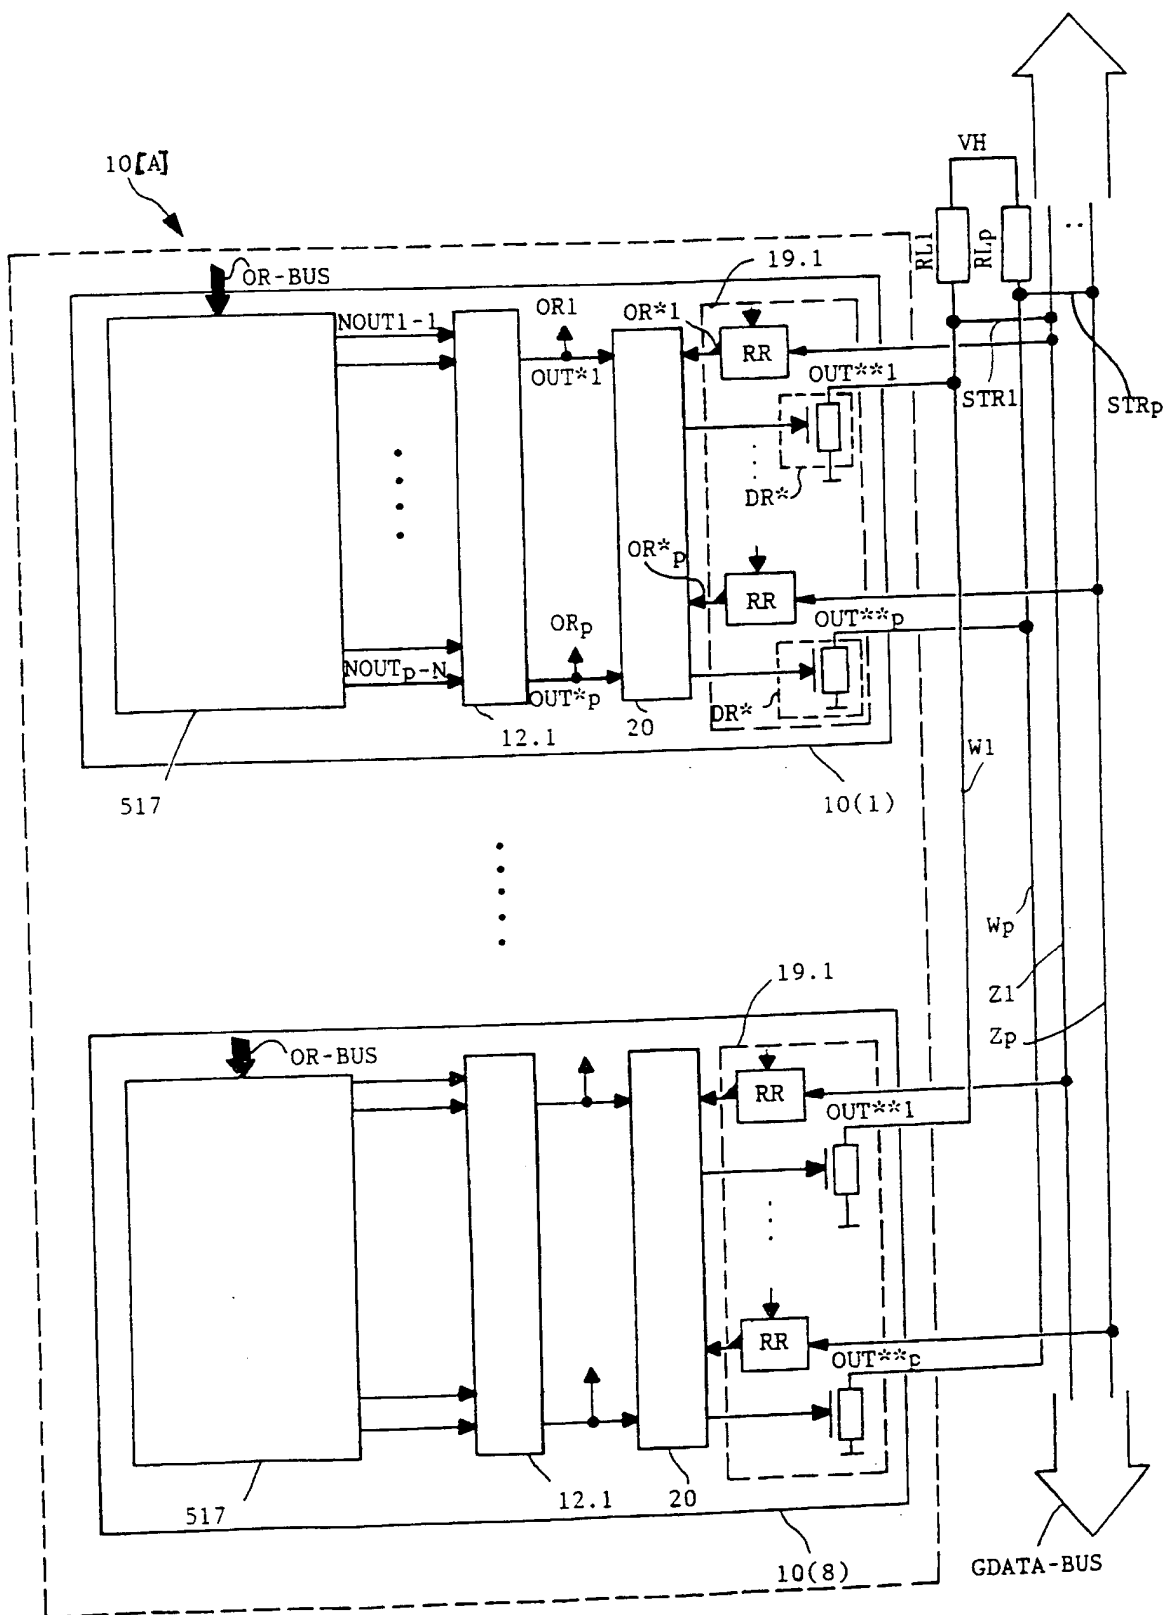 VH
10[A]
RL1
RLp
..
OR-BUS
19.1
NOUT1-1
OR1
OR*1
RR
OUT*1
OUT**1
STR1
STRp
DR*
OR*p
RR
ORp
OUT**p
NOUTp-N
OUT*p
DR*
12.1
20
W1
517
10(1)
Wp
19.1
Z1
Zp
OR-BUS
RR
OUT**1
RR
OUT**p
12.1
20
517
10(8)
GDATA-BUS